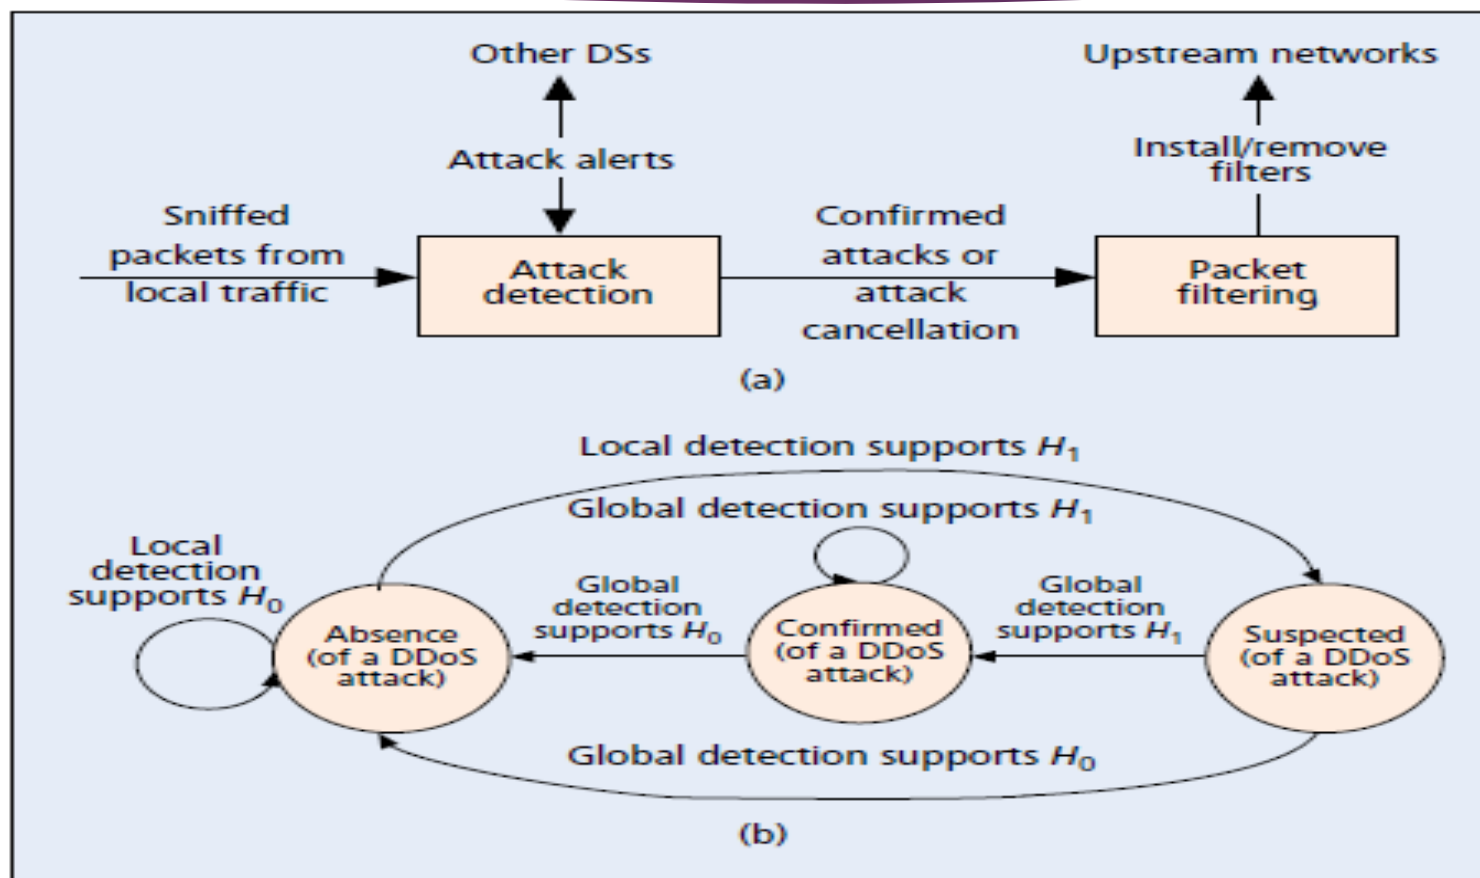 Other DSs
Upstream networks
Attack alerts
Install/remove
filters
Sniffed
packets from
local traffic
Attack
detection
Confirmed
attacks or
attack
cancellation
Packet
filtering
(a)
Local detection supports H₁
Global detection supports H₁
Local
detection
supports H₀
Absence
(of a DDoS
attack)
Global
detection
supports H₀
Confirmed
(of a DDoS
attack)
Global
detection
supports H₁
Suspected
(of a DDoS
attack)
Global detection supports H₀
(b)